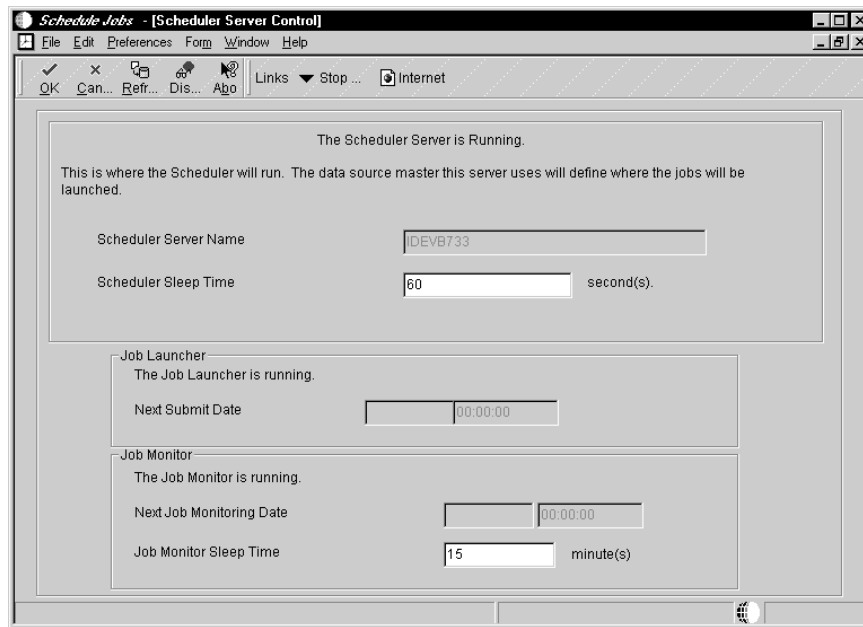 Schedule Jobs - [Scheduler Server Control]
File Edit Preferences Form Window Help
OK Can... Refr... Dis... Abo Links Stop ... Internet
The Scheduler Server is Running.
This is where the Scheduler will run. The data source master this server uses will define where the jobs will be
launched.
Scheduler Server Name IDEVB733
Scheduler Sleep Time 60 second(s).
Job Launcher
The Job Launcher is running.
Next Submit Date 00:00:00
Job Monitor
The Job Monitor is running.
Next Job Monitoring Date 00:00:00
Job Monitor Sleep Time 15 minute(s)